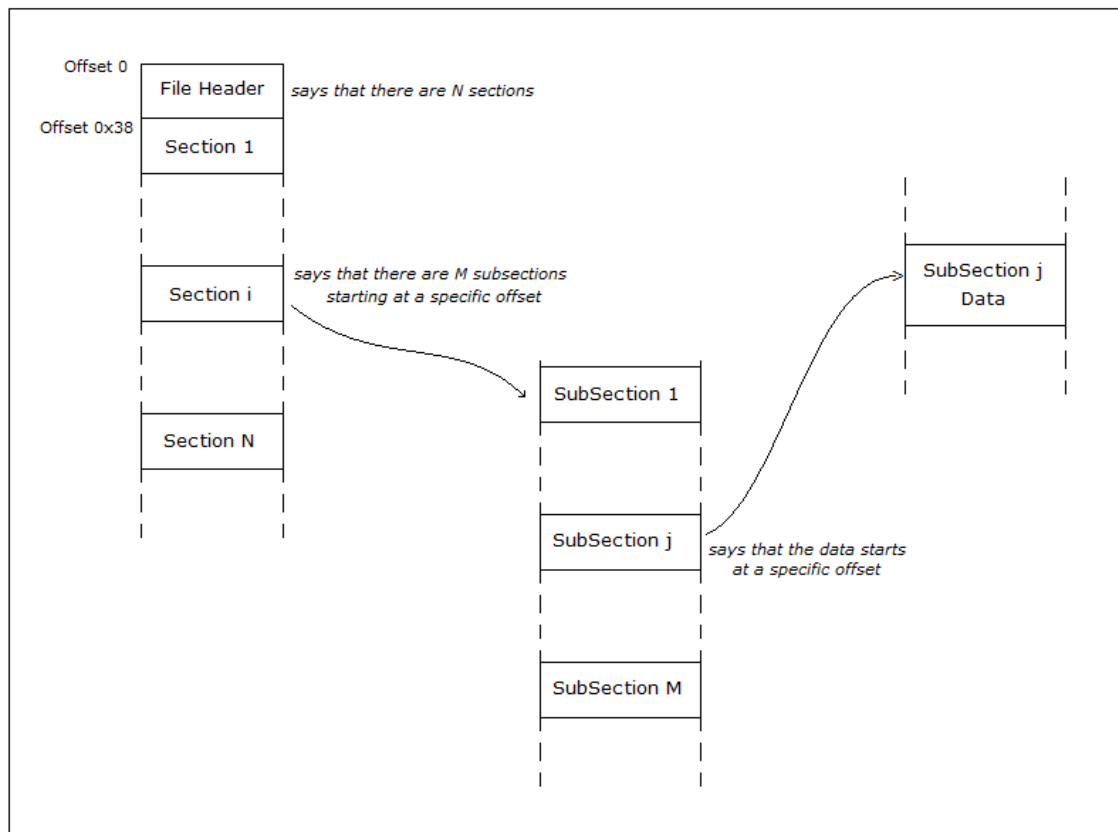 Offset 0
File Header
says that there are N sections
Offset 0x38
Section 1
Section i
says that there are M subsections
starting at a specific offset
Section N
SubSection 1
SubSection j
says that the data starts
at a specific offset
SubSection M
SubSection j
Data